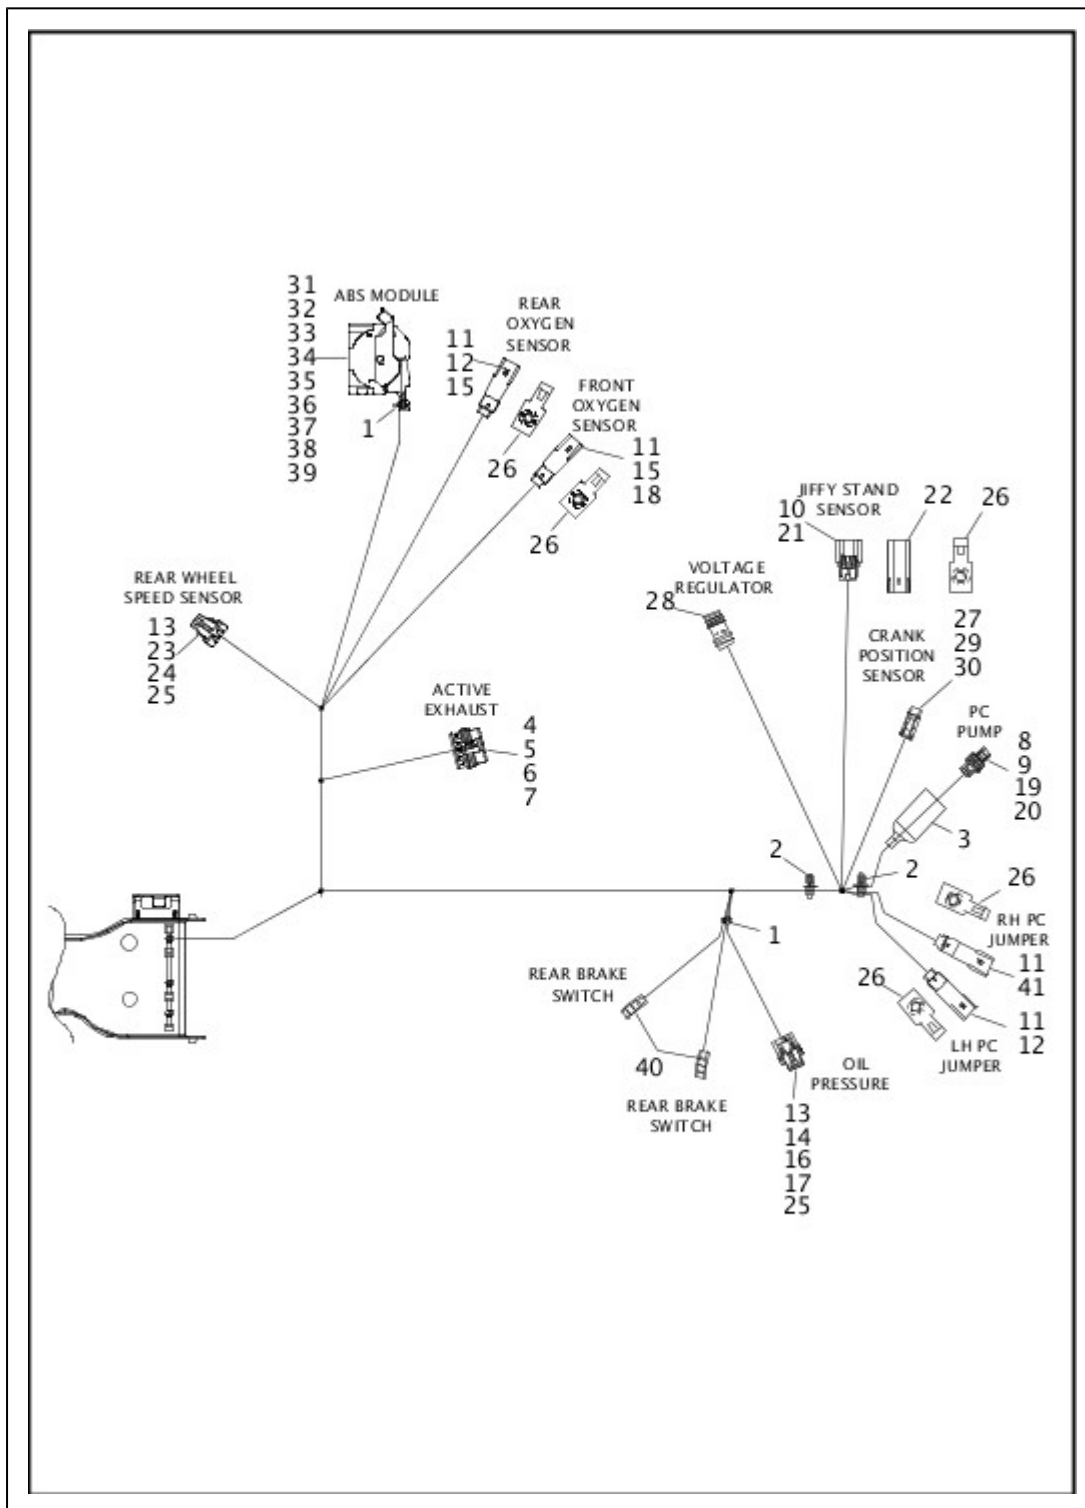 31
32
33
34
35
36
37
38
39
ABS MODULE
1
REAR
OXYGEN
SENSOR
11
12
15
26
FRONT
OXYGEN
SENSOR
11
15
18
26
JIFFY STAND
SENSOR
10
21
22
26
VOLTAGE
REGULATOR
28
REAR WHEEL
SPEED SENSOR
13
23
24
25
CRANK
POSITION
SENSOR
27
29
30
ACTIVE
EXHAUST
4
5
6
7
PC
PUMP
8
9
19
20
3
2
2
26
RH PC
JUMPER
11
41
1
REAR BRAKE
SWITCH
26
11
12
LH PC
JUMPER
40
REAR BRAKE
SWITCH
OIL
PRESSURE
13
14
16
17
25